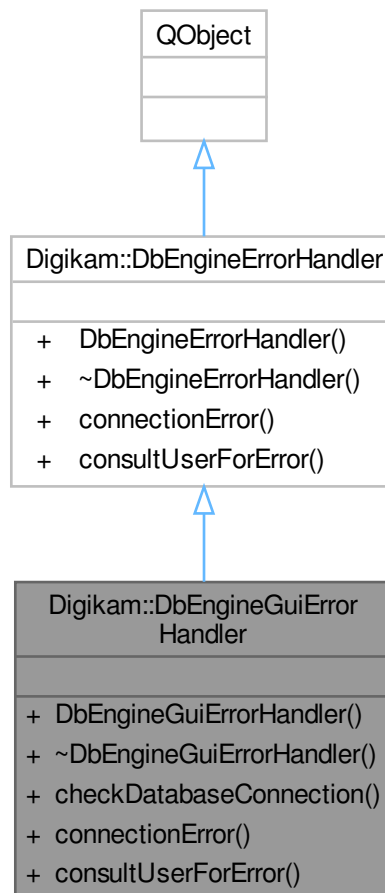 QObject
Digikam::DbEngineErrorHandler
+ DbEngineErrorHandler()
+ ~DbEngineErrorHandler()
+ connectionError()
+ consultUserForError()
Digikam::DbEngineGuiError
Handler
+ DbEngineGuiErrorHandler()
+ ~DbEngineGuiErrorHandler()
+ checkDatabaseConnection()
+ connectionError()
+ consultUserForError()